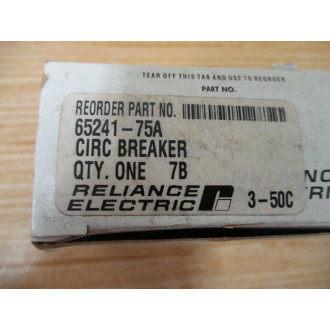 TEAR OFF THIS TAB AND USE TO REORDER
PART NO.
REORDER PART NO.
65241-75A
CIRC BREAKER
QTY. ONE 7B
RELIANCE
ELECTRIC
3-50C